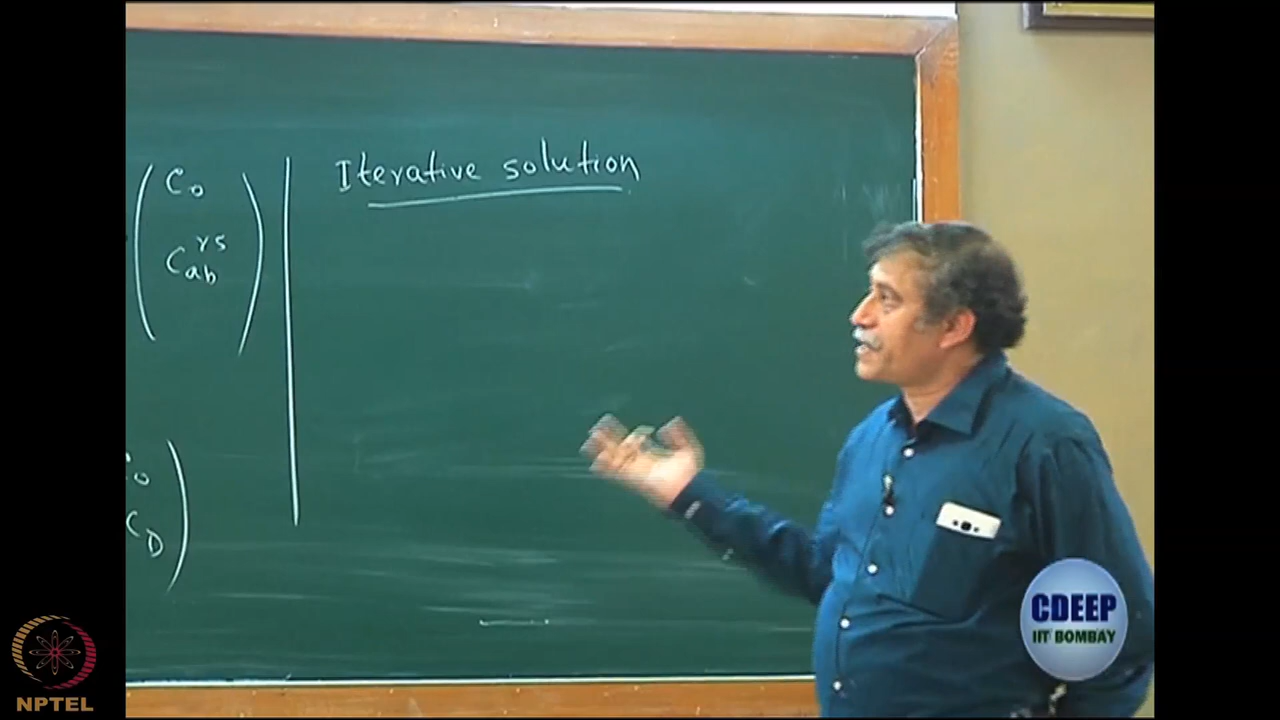 Iterative solution
C₀
C_ab^rs
C_D
CDEEP
IIT BOMBAY
NPTEL